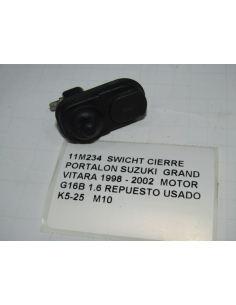 11M234 SWICHT CIERRE
PORTALON SUZUKI GRAND
VITARA 1998 - 2002 MOTOR
G16B 1.6 REPUESTO USADO
K5-25 M10